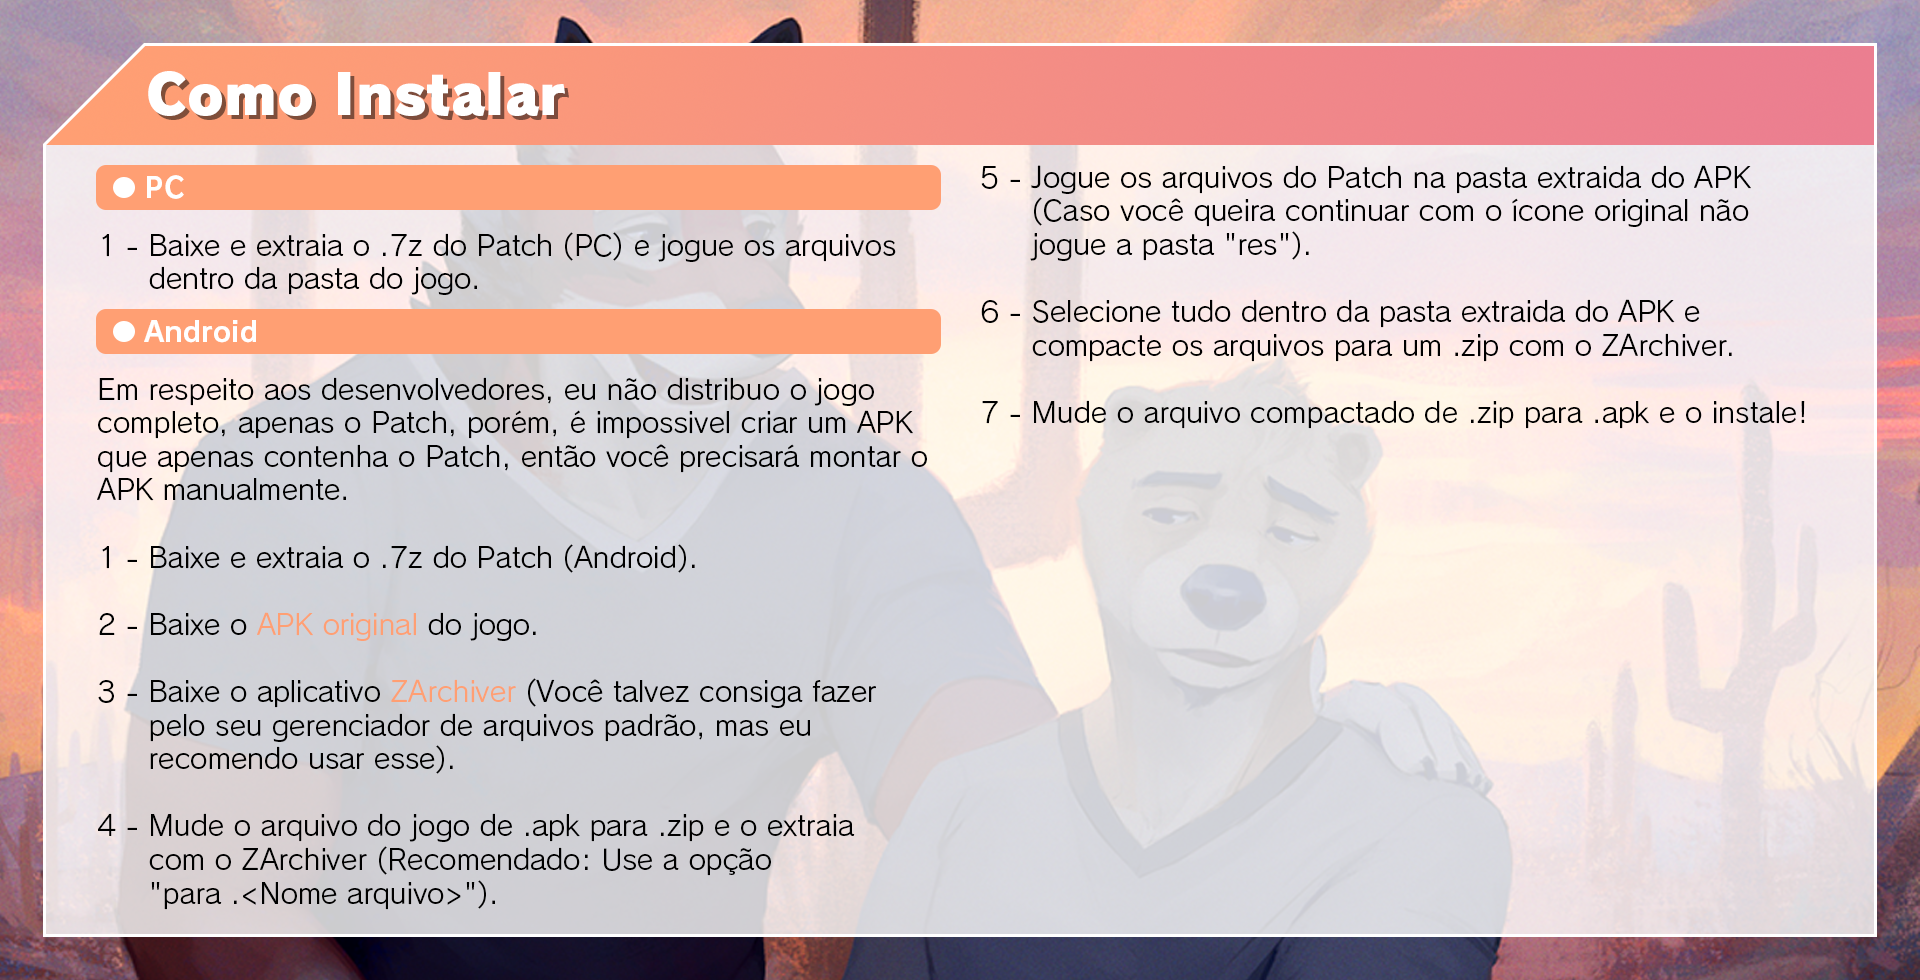 Como Instalar
● PC
1 - Baixe e extraia o .7z do Patch (PC) e jogue os arquivos
dentro da pasta do jogo.
● Android
Em respeito aos desenvolvedores, eu não distribuo o jogo
completo, apenas o Patch, porém, é impossivel criar um APK
que apenas contenha o Patch, então você precisará montar o
APK manualmente.
1 - Baixe e extraia o .7z do Patch (Android).
2 - Baixe o APK original do jogo.
3 - Baixe o aplicativo ZArchiver (Você talvez consiga fazer
pelo seu gerenciador de arquivos padrão, mas eu
recomendo usar esse).
4 - Mude o arquivo do jogo de .apk para .zip e o extraia
com o ZArchiver (Recomendado: Use a opção
"para .<Nome arquivo>").
5 - Jogue os arquivos do Patch na pasta extraida do APK
(Caso você queira continuar com o ícone original não
jogue a pasta "res").
6 - Selecione tudo dentro da pasta extraida do APK e
compacte os arquivos para um .zip com o ZArchiver.
7 - Mude o arquivo compactado de .zip para .apk e o instale!